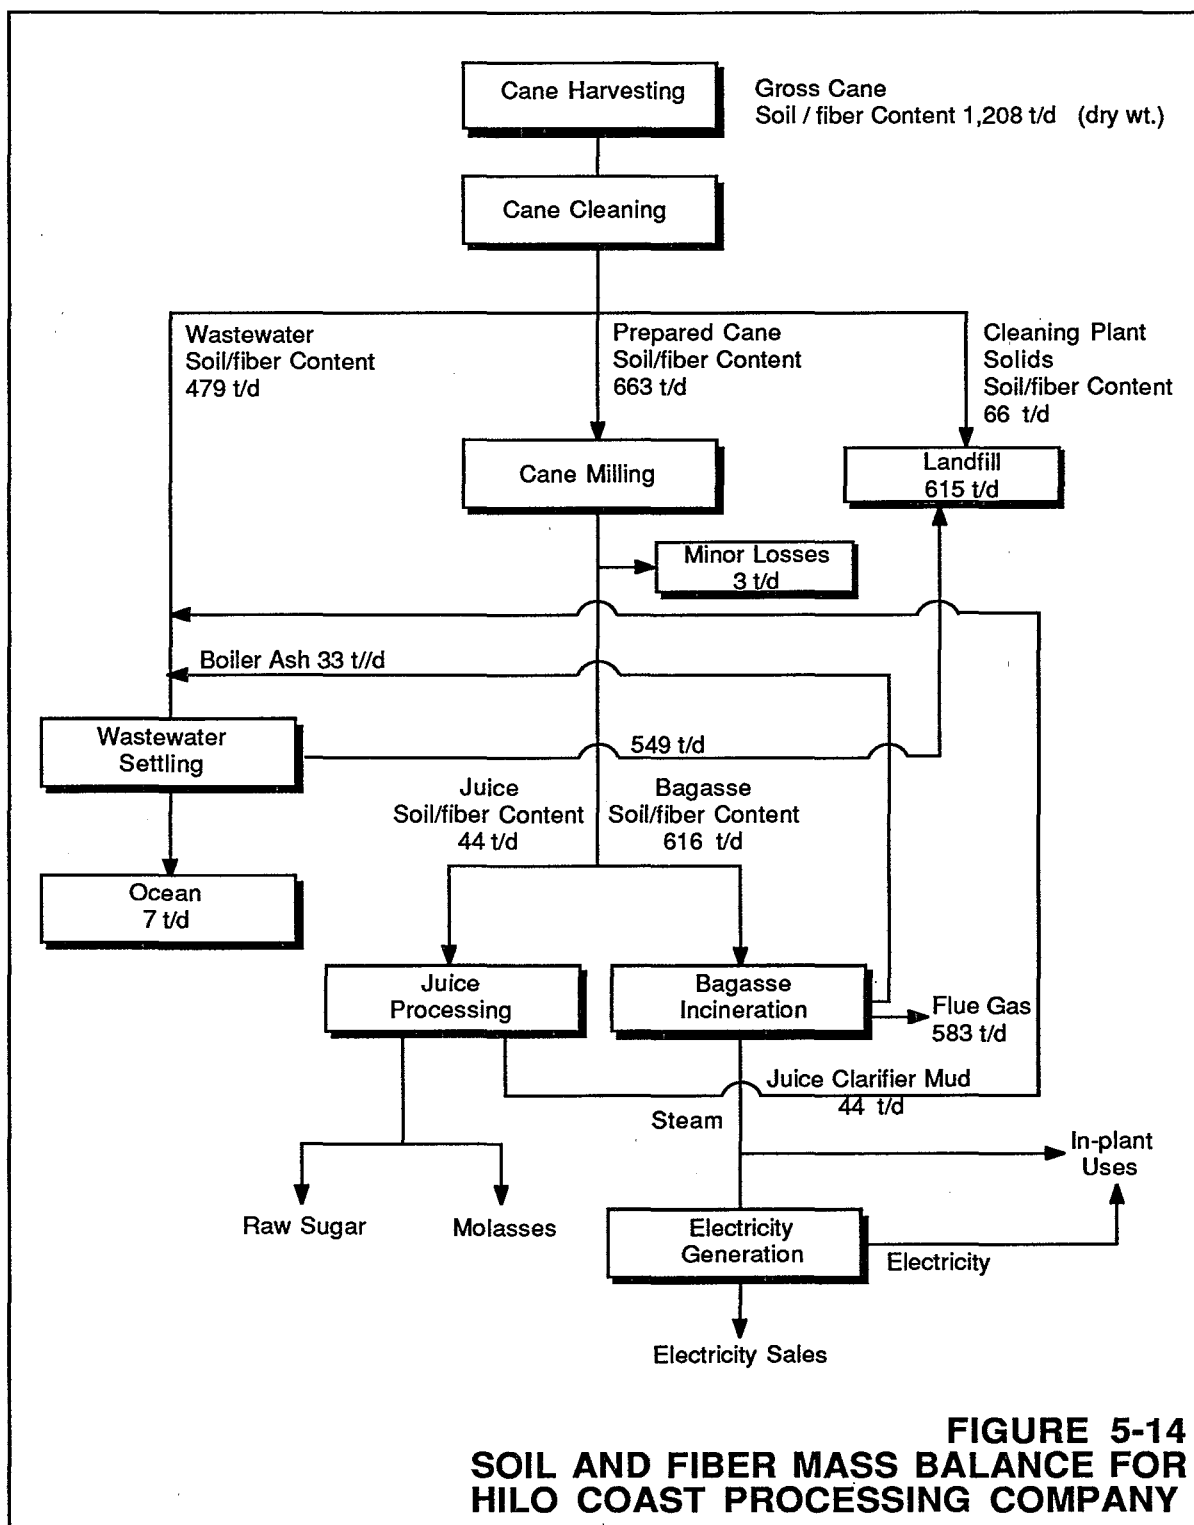 Cane Harvesting
Gross Cane
Soil / fiber Content 1,208 t/d (dry wt.)
Cane Cleaning
Wastewater
Soil/fiber Content
479 t/d
Prepared Cane
Soil/fiber Content
663 t/d
Cleaning Plant
Solids
Soil/fiber Content
66 t/d
Cane Milling
Landfill
615 t/d
Minor Losses
3 t/d
Boiler Ash 33 t//d
Wastewater
Settling
549 t/d
Juice
Soil/fiber Content
44 t/d
Bagasse
Soil/fiber Content
616 t/d
Ocean
7 t/d
Juice
Processing
Bagasse
Incineration
Flue Gas
583 t/d
Juice Clarifier Mud
44 t/d
Steam
In-plant
Uses
Raw Sugar
Molasses
Electricity
Generation
Electricity
Electricity Sales
FIGURE 5-14
SOIL AND FIBER MASS BALANCE FOR
HILO COAST PROCESSING COMPANY